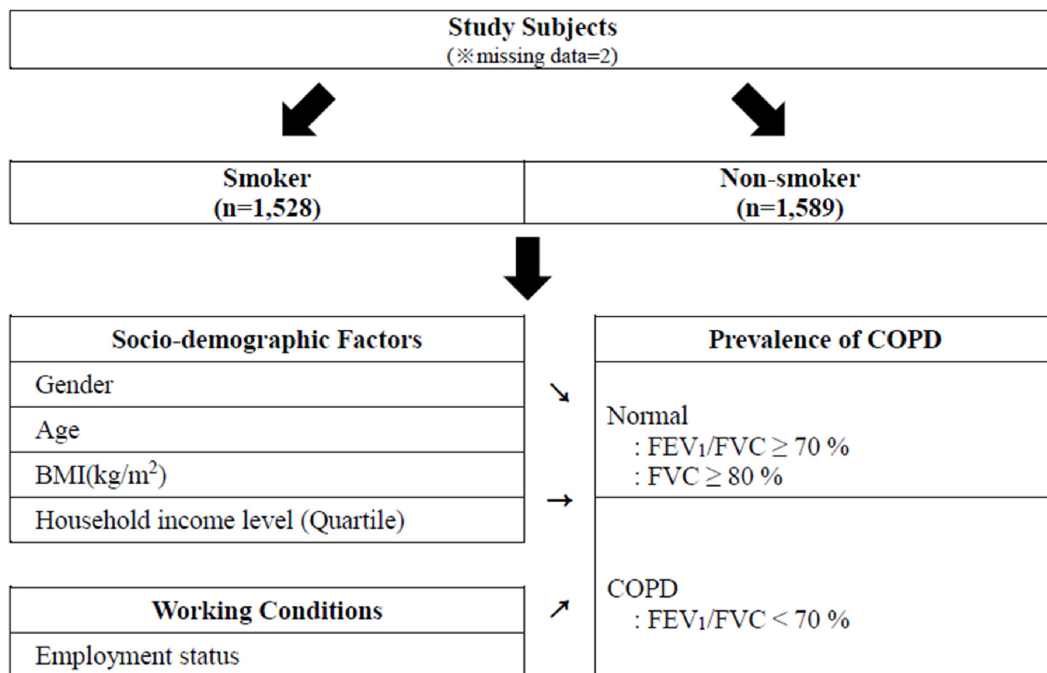 Study Subjects
(※missing data=2)
Smoker
(n=1,528)
Non-smoker
(n=1,589)
Socio-demographic Factors
Gender
Age
BMI(kg/m²)
Household income level (Quartile)
Working Conditions
Employment status
Prevalence of COPD
Normal
: FEV₁/FVC ≥ 70 %
: FVC ≥ 80 %
COPD
: FEV₁/FVC < 70 %